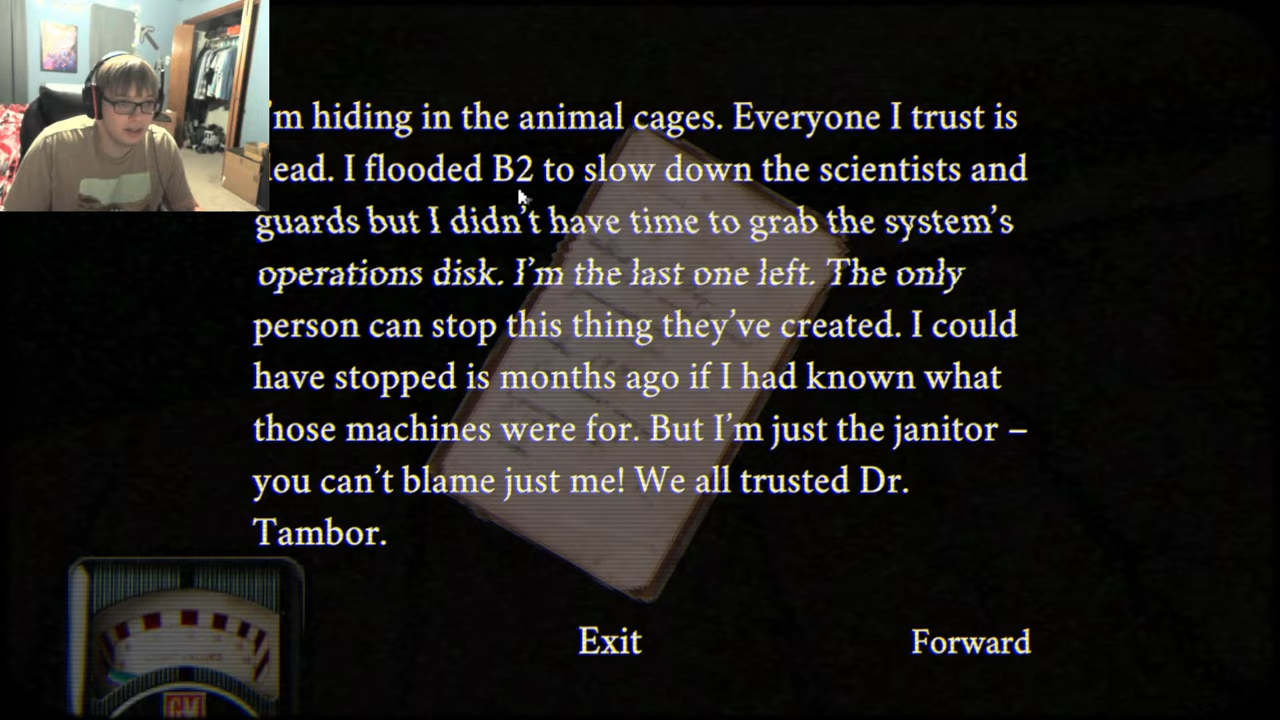 'm hiding in the animal cages. Everyone I trust is
ead. I flooded B2 to slow down the scientists and
guards but I didn't have time to grab the system's
operations disk. I'm the last one left. The only
person can stop this thing they've created. I could
have stopped is months ago if I had known what
those machines were for. But I'm just the janitor –
you can't blame just me! We all trusted Dr.
Tambor.
Exit
Forward
GM